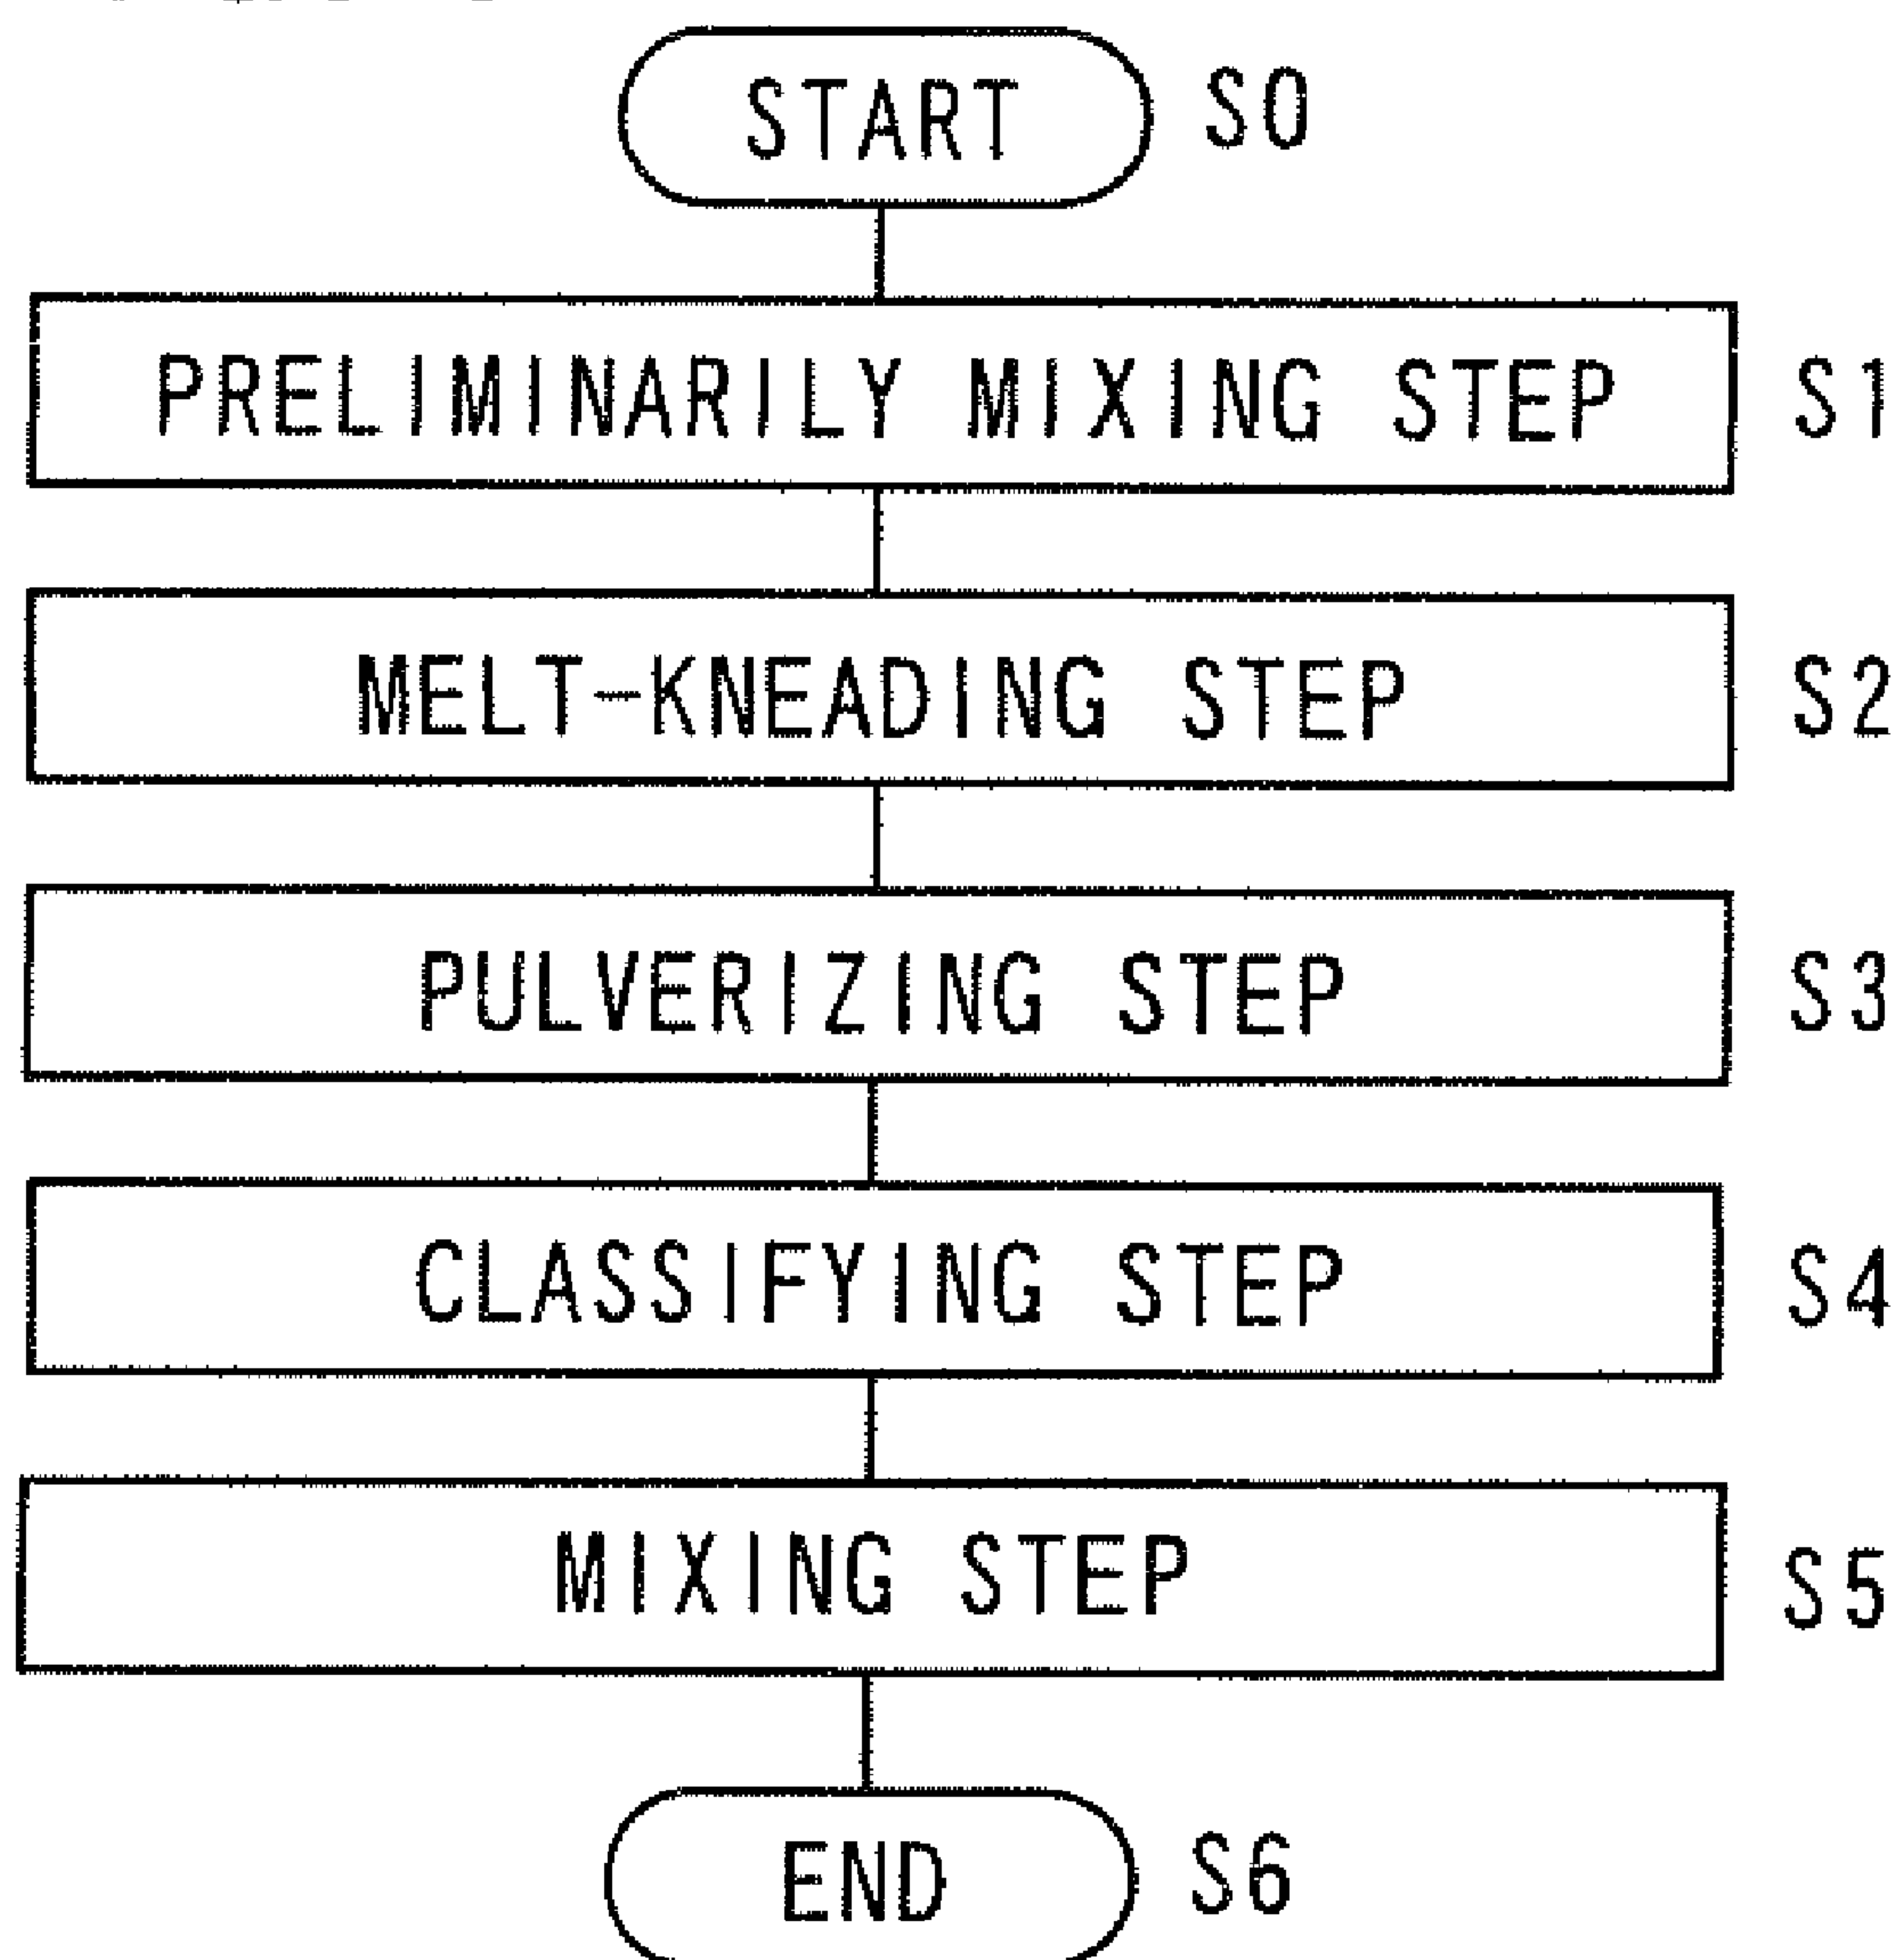 START S0
PRELIMINARILY MIXING STEP S1
MELT-KNEADING STEP S2
PULVERIZING STEP S3
CLASSIFYING STEP S4
MIXING STEP S5
END S6